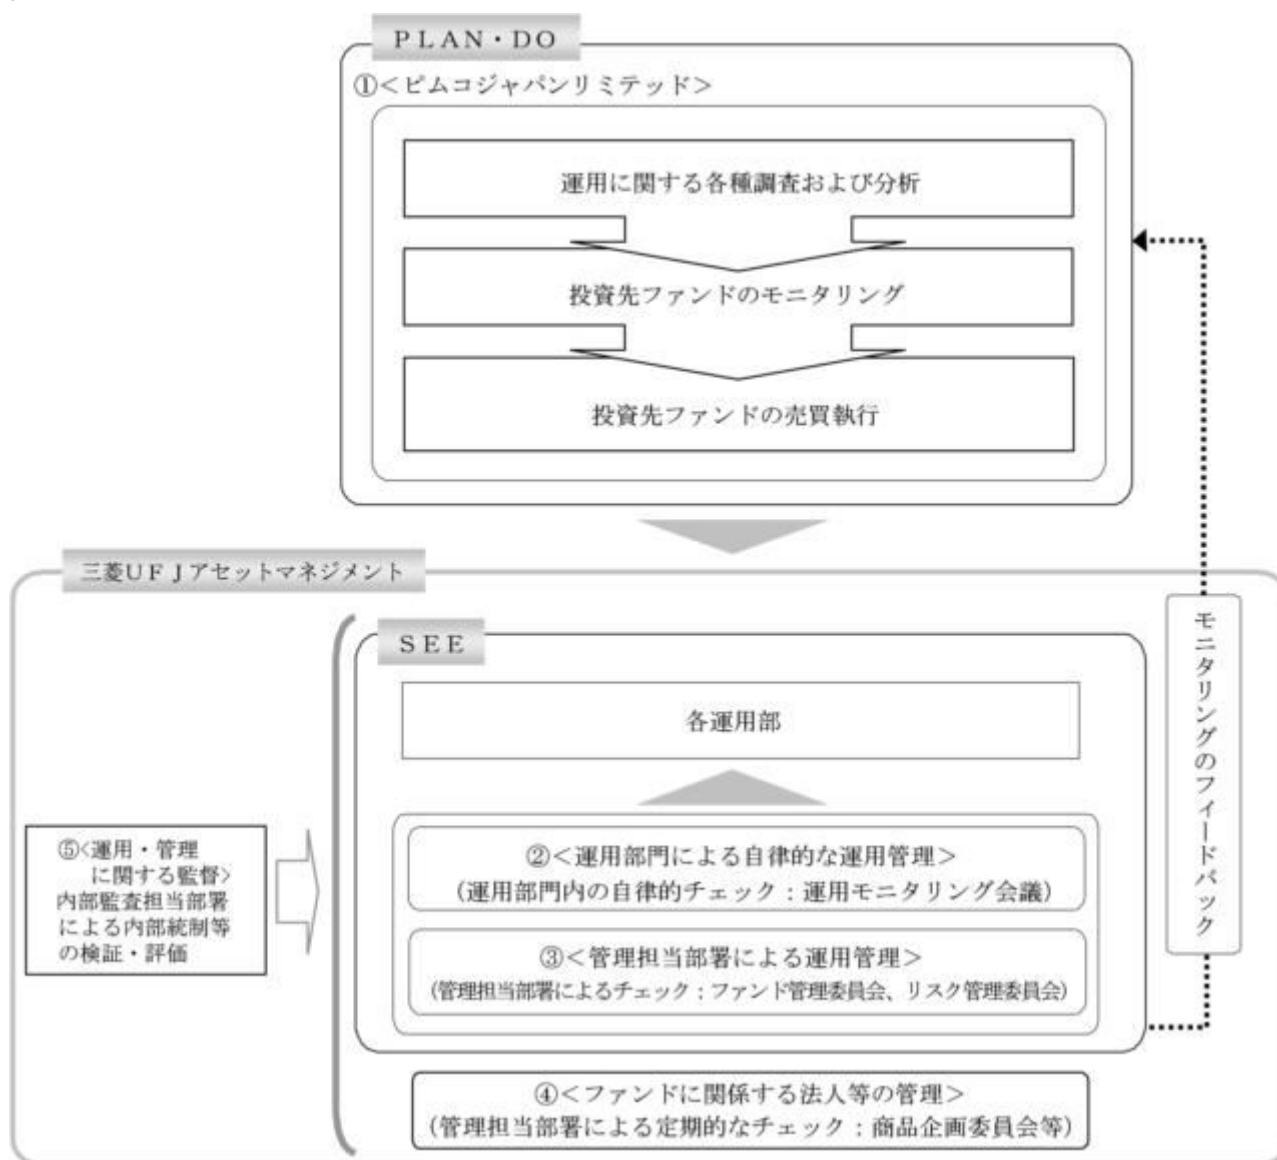 PLAN・DO
①＜ピムコジャパンリミテッド＞
運用に関する各種調査および分析
投資先ファンドのモニタリング
投資先ファンドの売買執行
三菱ＵＦＪアセットマネジメント
SEE
各運用部
②＜運用部門による自律的な運用管理＞
(運用部門内の自律的チェック：運用モニタリング会議)
③＜管理担当部署による運用管理＞
(管理担当部署によるチェック：ファンド管理委員会、リスク管理委員会)
④＜ファンドに関係する法人等の管理＞
(管理担当部署による定期的なチェック：商品企画委員会等)
⑤<運用・管理
に関する監督>
内部監査担当部署
による内部統制等
の検証・評価
モニタリングのフィードバック